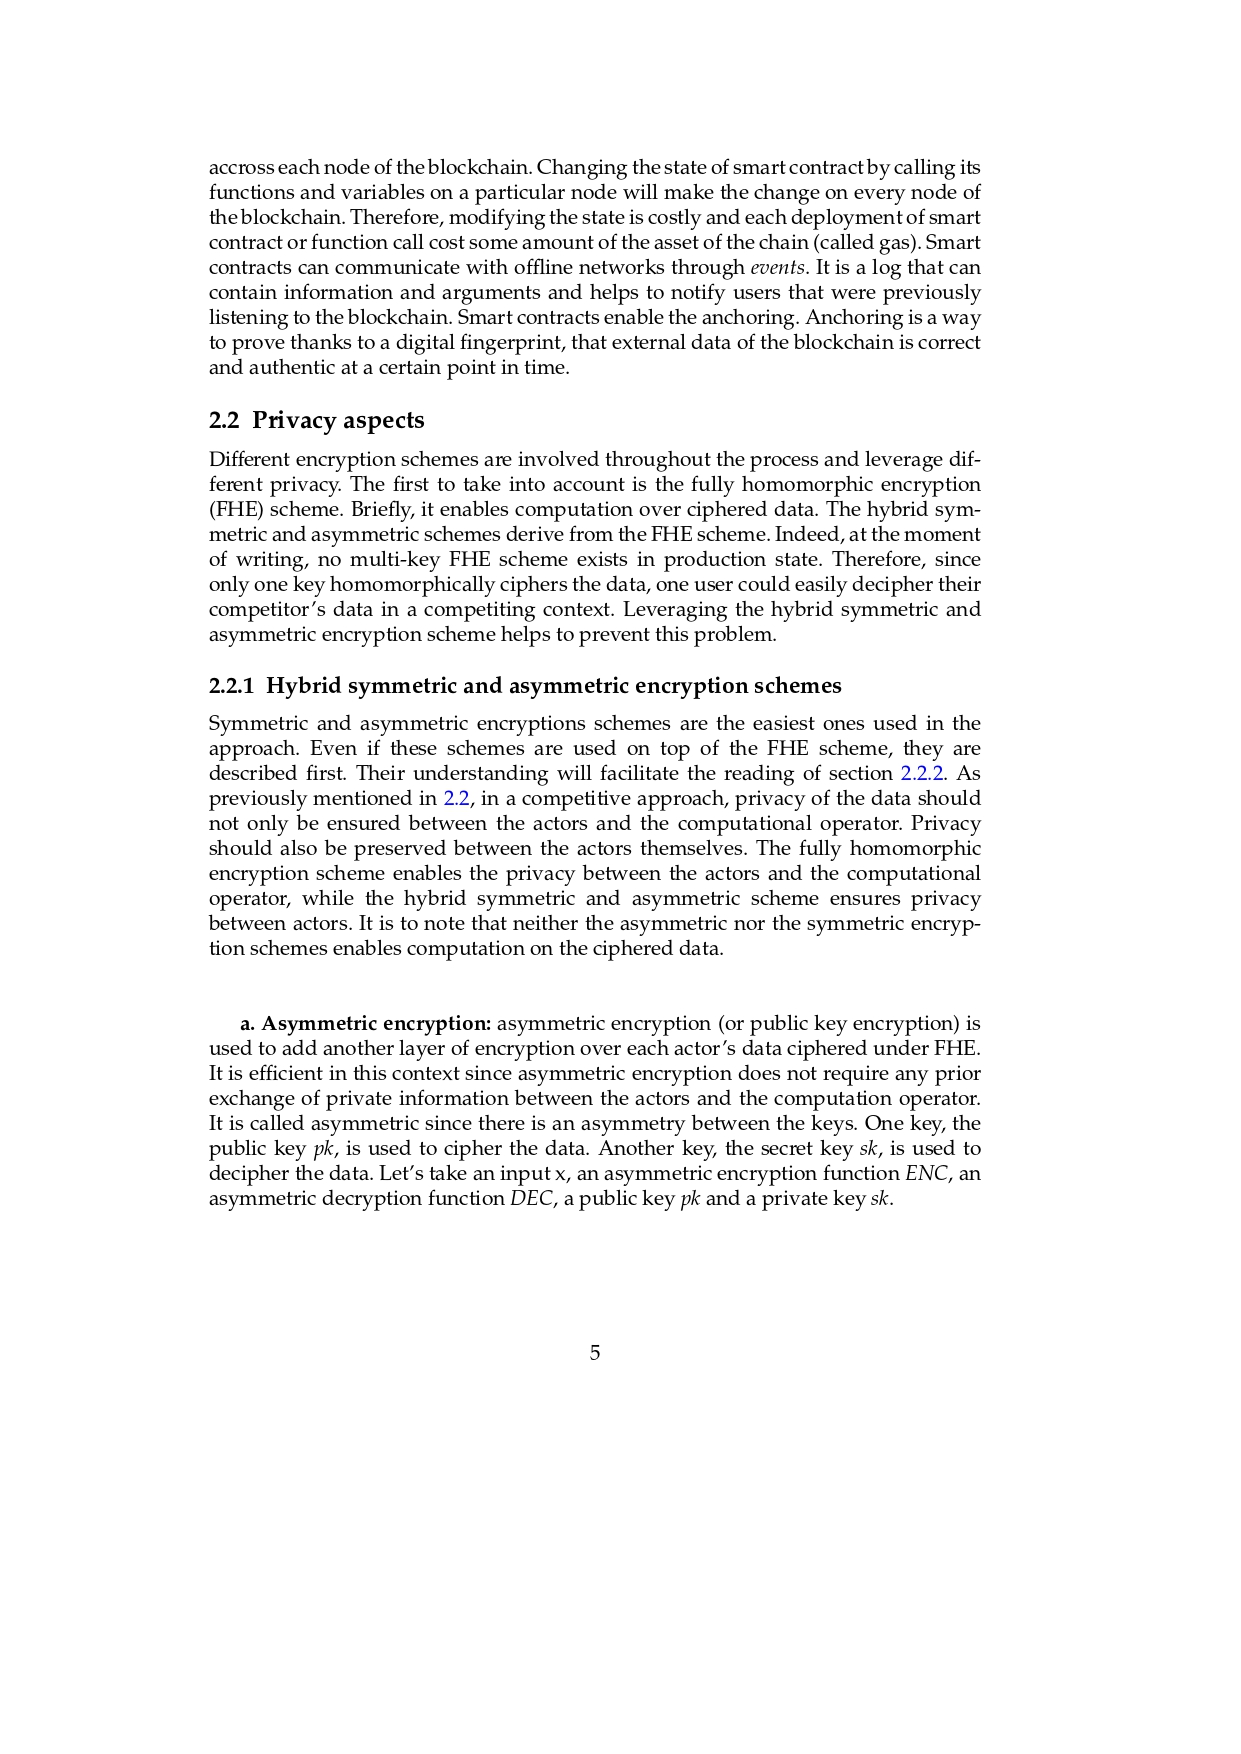 accross each node of the blockchain. Changing the state of smart contract by calling its
functions and variables on a particular node will make the change on every node of
the blockchain. Therefore, modifying the state is costly and each deployment of smart
contract or function call cost some amount of the asset of the chain (called gas). Smart
contracts can communicate with offline networks through events. It is a log that can
contain information and arguments and helps to notify users that were previously
listening to the blockchain. Smart contracts enable the anchoring. Anchoring is a way
to prove thanks to a digital fingerprint, that external data of the blockchain is correct
and authentic at a certain point in time.
2.2 Privacy aspects
Different encryption schemes are involved throughout the process and leverage dif-
ferent privacy. The first to take into account is the fully homomorphic encryption
(FHE) scheme. Briefly, it enables computation over ciphered data. The hybrid sym-
metric and asymmetric schemes derive from the FHE scheme. Indeed, at the moment
of writing, no multi-key FHE scheme exists in production state. Therefore, since
only one key homomorphically ciphers the data, one user could easily decipher their
competitor's data in a competiting context. Leveraging the hybrid symmetric and
asymmetric encryption scheme helps to prevent this problem.
2.2.1 Hybrid symmetric and asymmetric encryption schemes
Symmetric and asymmetric encryptions schemes are the easiest ones used in the
approach. Even if these schemes are used on top of the FHE scheme, they are
described first. Their understanding will facilitate the reading of section 2.2.2. As
previously mentioned in 2.2, in a competitive approach, privacy of the data should
not only be ensured between the actors and the computational operator. Privacy
should also be preserved between the actors themselves. The fully homomorphic
encryption scheme enables the privacy between the actors and the computational
operator, while the hybrid symmetric and asymmetric scheme ensures privacy
between actors. It is to note that neither the asymmetric nor the symmetric encryp-
tion schemes enables computation on the ciphered data.
a. Asymmetric encryption: asymmetric encryption (or public key encryption) is
used to add another layer of encryption over each actor's data ciphered under FHE.
It is efficient in this context since asymmetric encryption does not require any prior
exchange of private information between the actors and the computation operator.
It is called asymmetric since there is an asymmetry between the keys. One key, the
public key pk, is used to cipher the data. Another key, the secret key sk, is used to
decipher the data. Let's take an input x, an asymmetric encryption function ENC, an
asymmetric decryption function DEC, a public key pk and a private key sk.
5